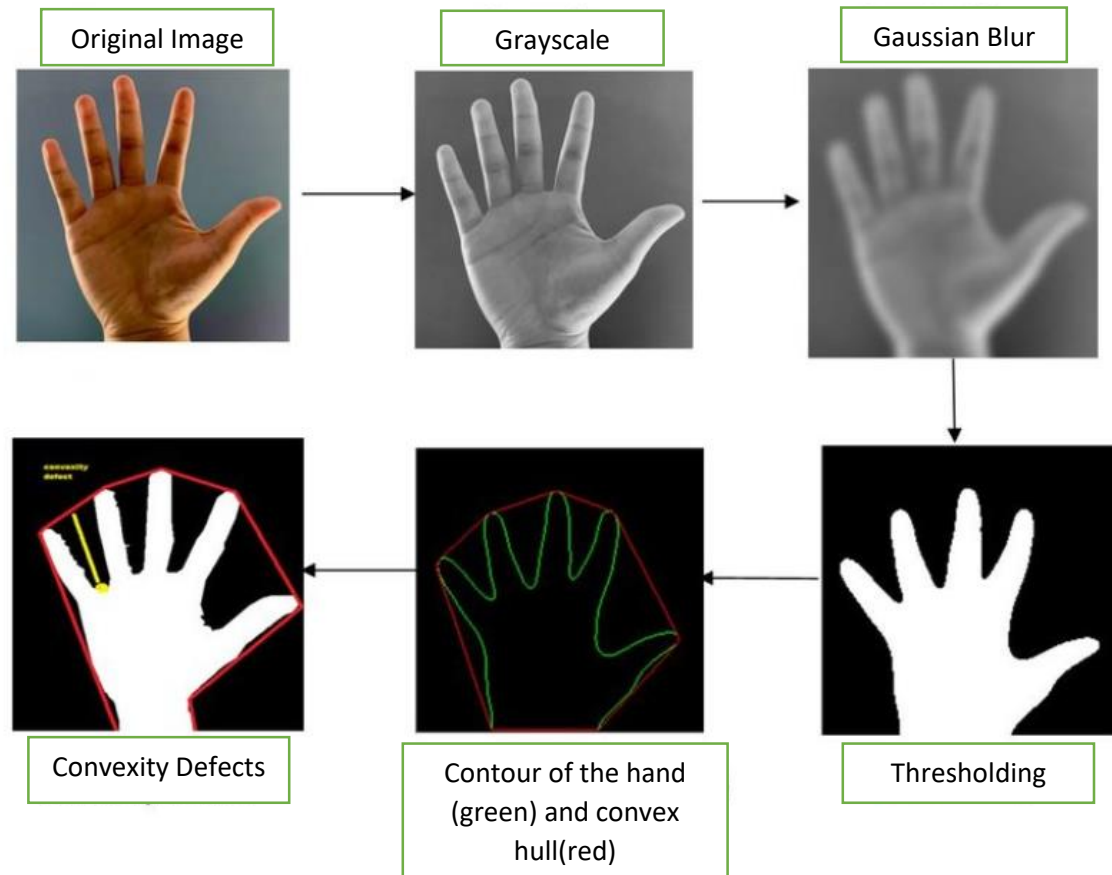 Original Image
Grayscale
Gaussian Blur
convexity
defect
Convexity Defects
Contour of the hand
(green) and convex
hull(red)
Thresholding